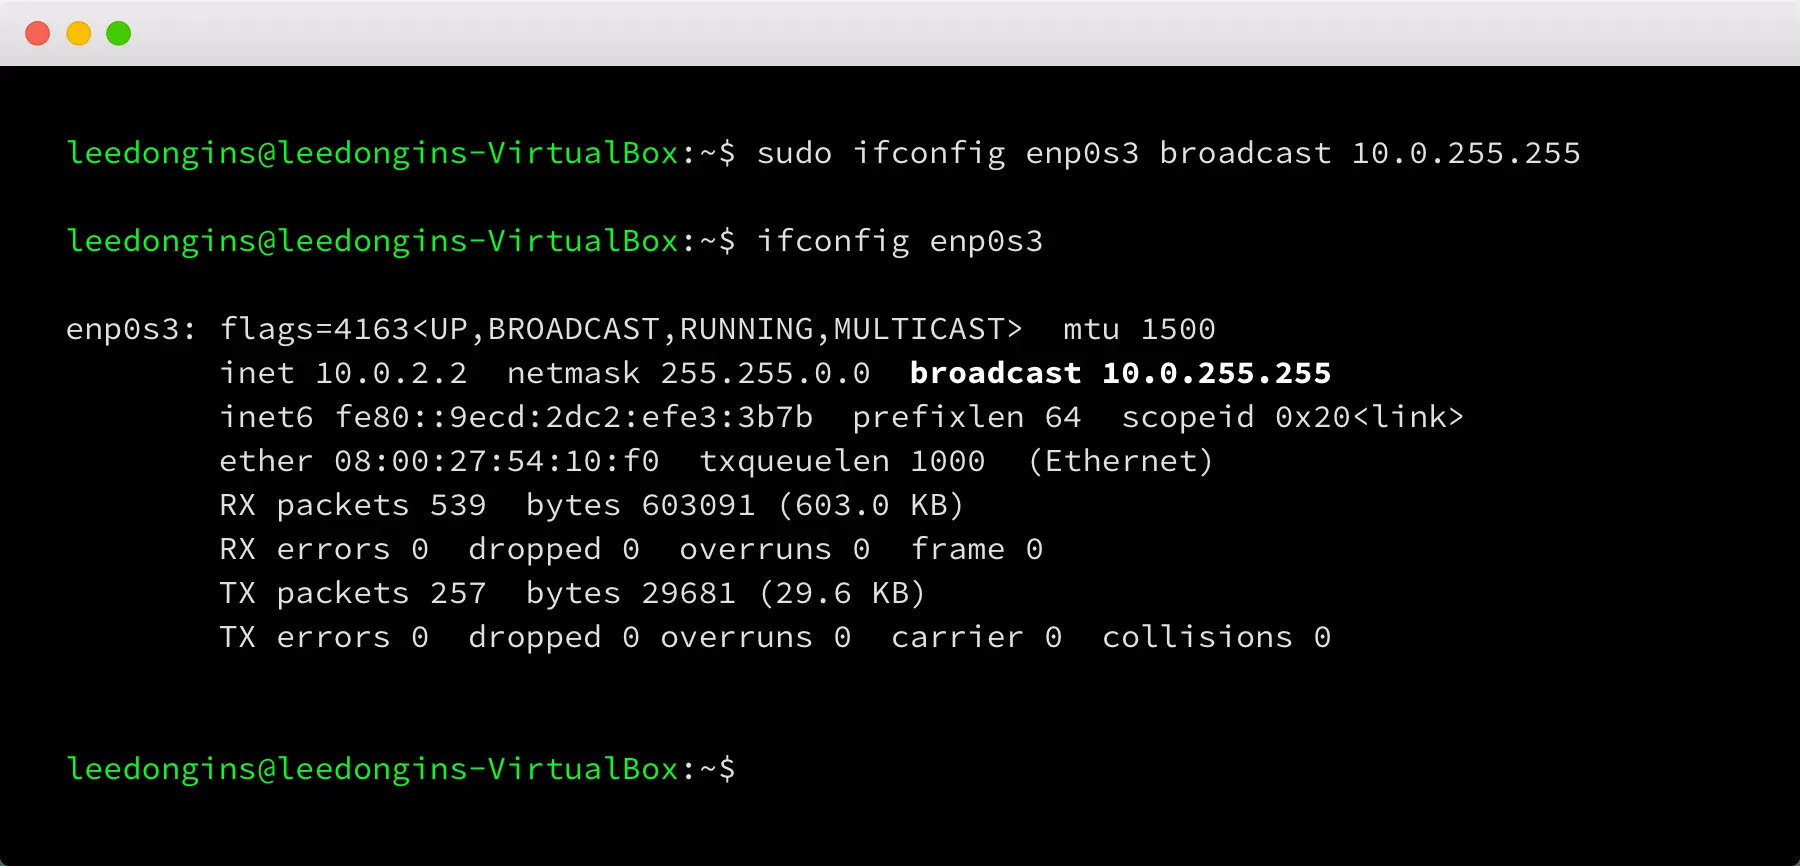 leedongins@leedongins-VirtualBox:~$ sudo ifconfig enp0s3 broadcast 10.0.255.255
leedongins@leedongins-VirtualBox:~$ ifconfig enp0s3
enp0s3: flags=4163<UP,BROADCAST,RUNNING,MULTICAST>  mtu 1500
        inet 10.0.2.2  netmask 255.255.0.0  broadcast 10.0.255.255
        inet6 fe80::9ecd:2dc2:efe3:3b7b  prefixlen 64  scopeid 0x20<link>
        ether 08:00:27:54:10:f0  txqueuelen 1000  (Ethernet)
        RX packets 539  bytes 603091 (603.0 KB)
        RX errors 0  dropped 0  overruns 0  frame 0
        TX packets 257  bytes 29681 (29.6 KB)
        TX errors 0  dropped 0 overruns 0  carrier 0  collisions 0
leedongins@leedongins-VirtualBox:~$